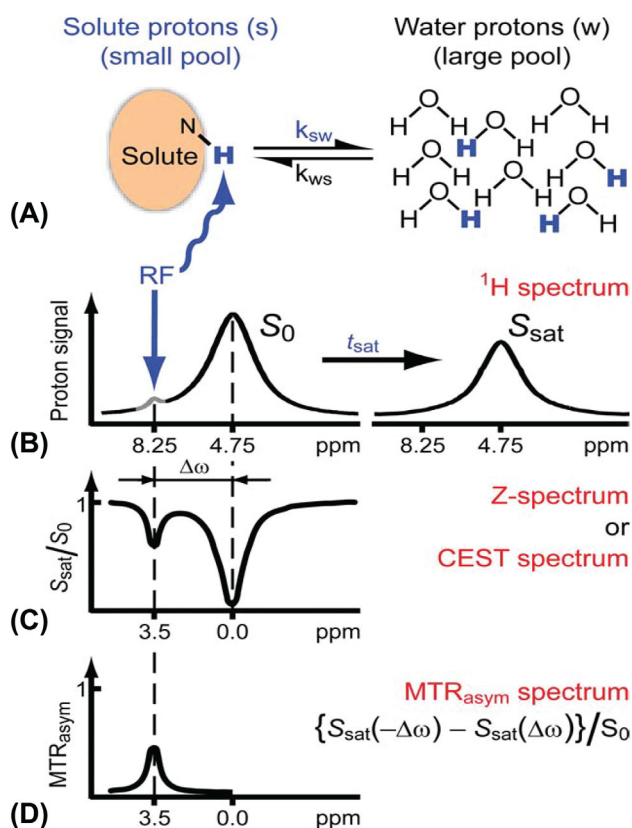 Solute protons (s)
(small pool)
Water protons (w)
(large pool)
N
Solute
H
k_sw
k_ws
O
H H
O
H H
O
H H
O
H H
O
H H
O
H H
O
H H
O
H H
(A)
RF
¹H spectrum
Proton signal
S₀
t_sat
S_sat
8.25 4.75 ppm
8.25 4.75 ppm
(B)
Δω
1
S_sat/S₀
Z-spectrum
or
CEST spectrum
3.5 0.0 ppm
(C)
1
MTR_asym
MTR_asym spectrum
{S_sat(-Δω) – S_sat(Δω)}/S₀
3.5 0.0 ppm
(D)